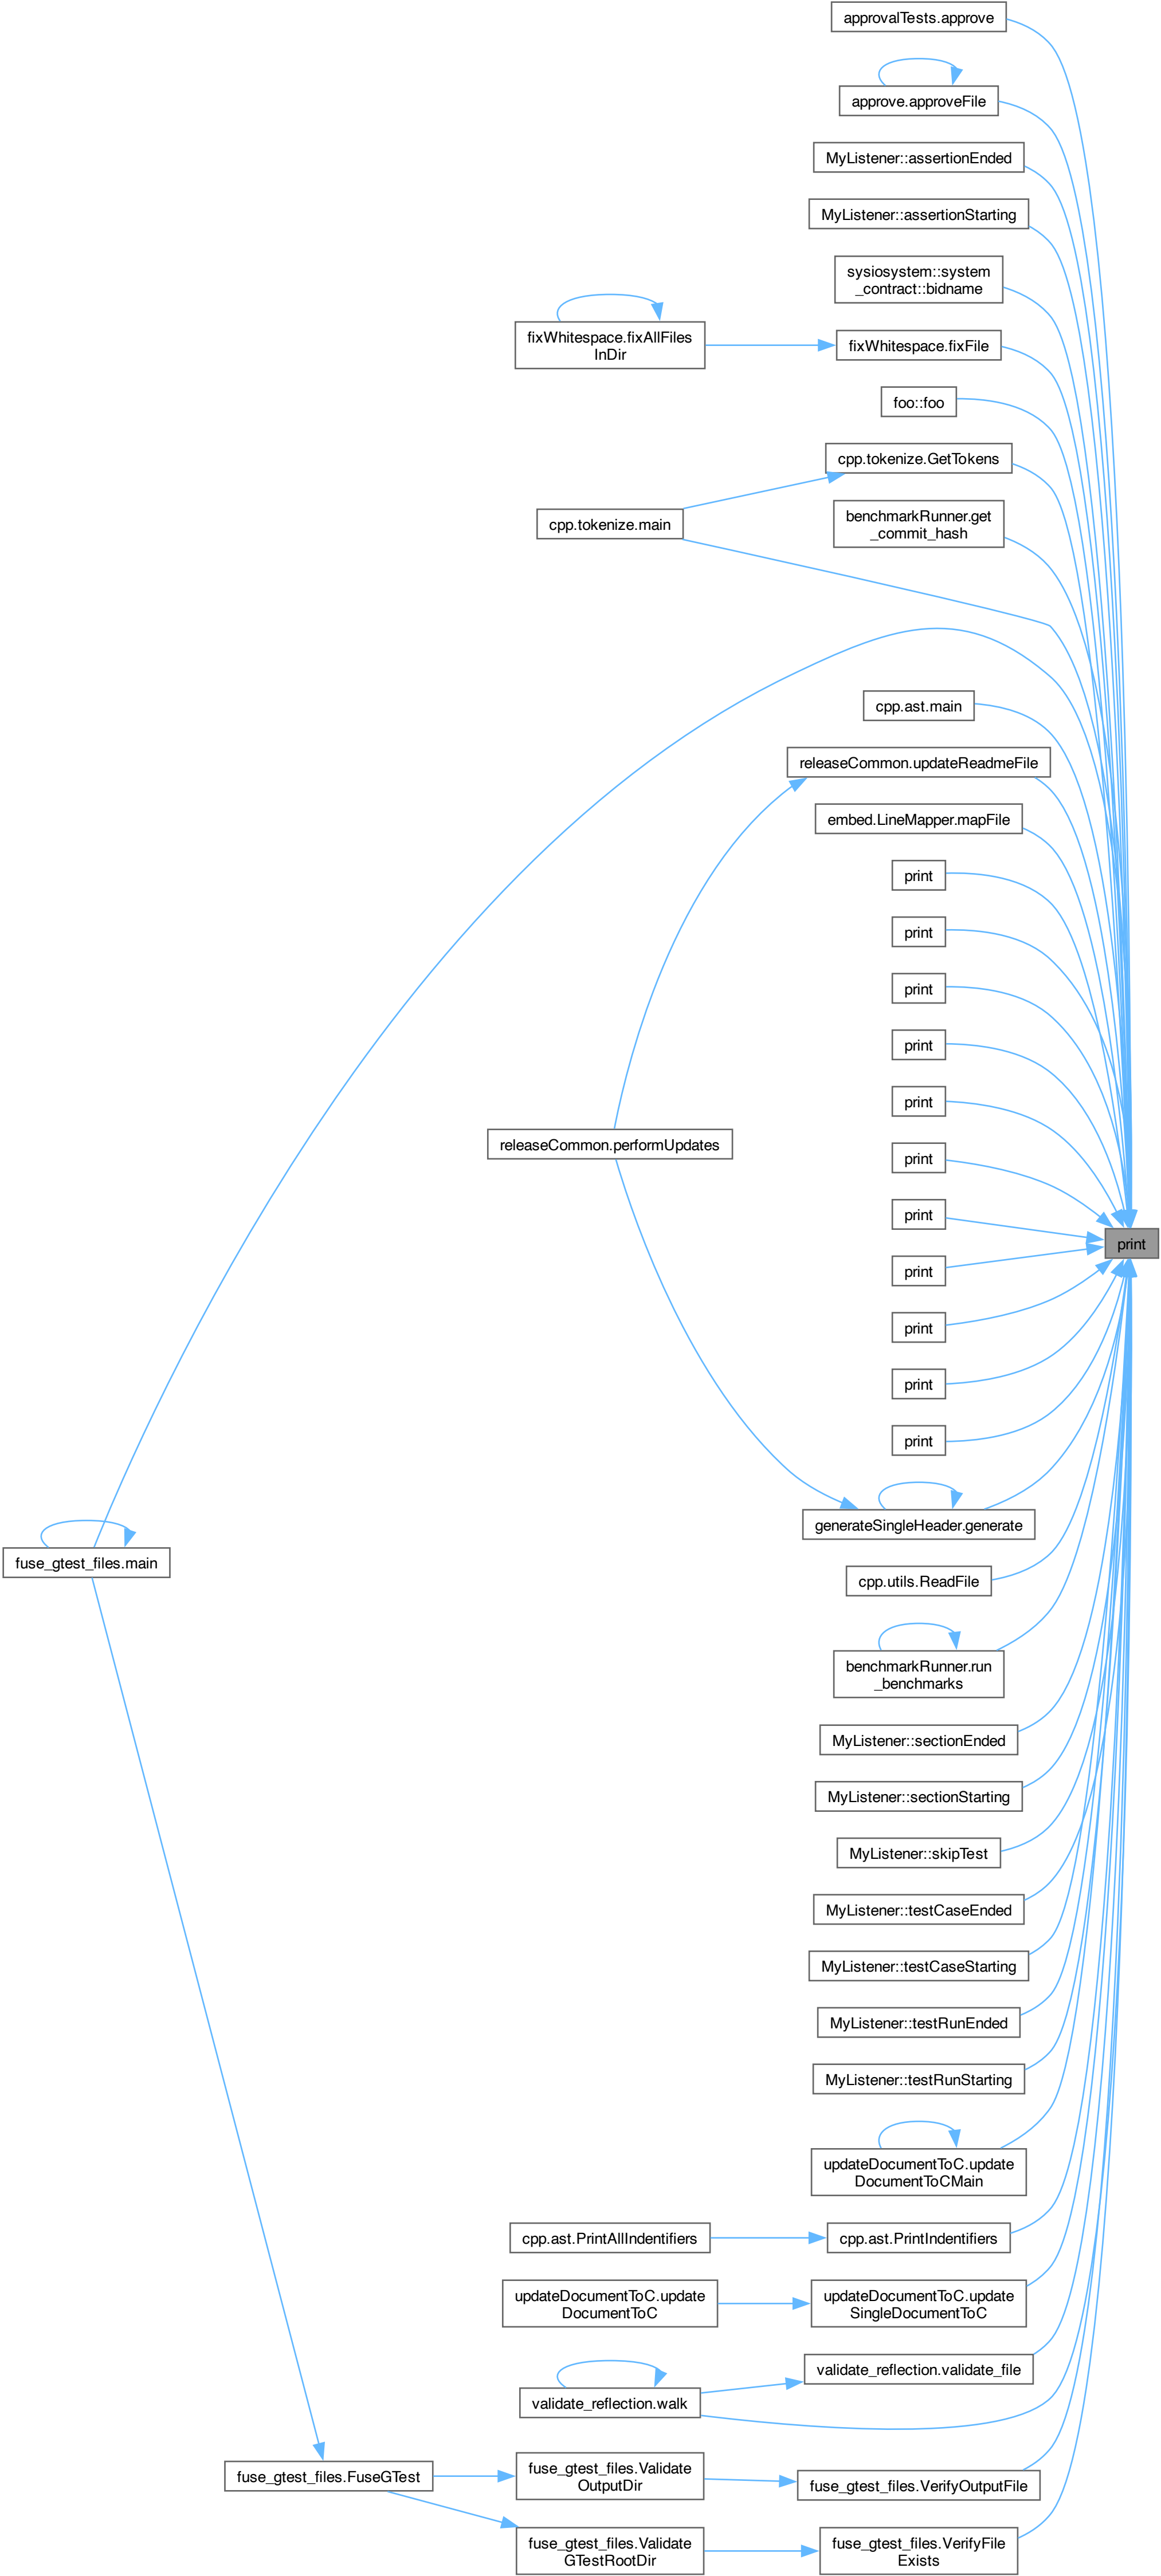 approvalTests.approve
approve.approveFile
MyListener::assertionEnded
MyListener::assertionStarting
sysiosystem::system
_contract::bidname
fixWhitespace.fixAllFiles
InDir
fixWhitespace.fixFile
foo::foo
cpp.tokenize.GetTokens
cpp.tokenize.main
benchmarkRunner.get
_commit_hash
cpp.ast.main
releaseCommon.updateReadmeFile
embed.LineMapper.mapFile
print
print
print
print
print
releaseCommon.performUpdates
print
print
print
print
print
print
print
generateSingleHeader.generate
fuse_gtest_files.main
cpp.utils.ReadFile
benchmarkRunner.run
_benchmarks
MyListener::sectionEnded
MyListener::sectionStarting
MyListener::skipTest
MyListener::testCaseEnded
MyListener::testCaseStarting
MyListener::testRunEnded
MyListener::testRunStarting
updateDocumentToC.update
DocumentToCMain
cpp.ast.PrintAllIndentifiers
cpp.ast.PrintIndentifiers
updateDocumentToC.update
DocumentToC
updateDocumentToC.update
SingleDocumentToC
validate_reflection.validate_file
validate_reflection.walk
fuse_gtest_files.FuseGTest
fuse_gtest_files.Validate
OutputDir
fuse_gtest_files.VerifyOutputFile
fuse_gtest_files.Validate
GTestRootDir
fuse_gtest_files.VerifyFile
Exists